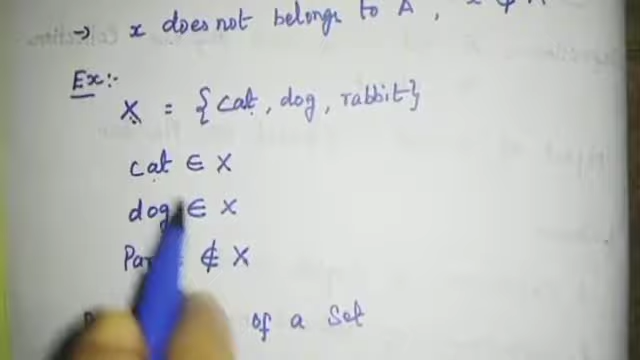 → x does not belongs to A, x ∉ A
Ex:-
X = {cat, dog, rabbit}
cat ∈ X
dog ∈ X
∉ X
of a Set